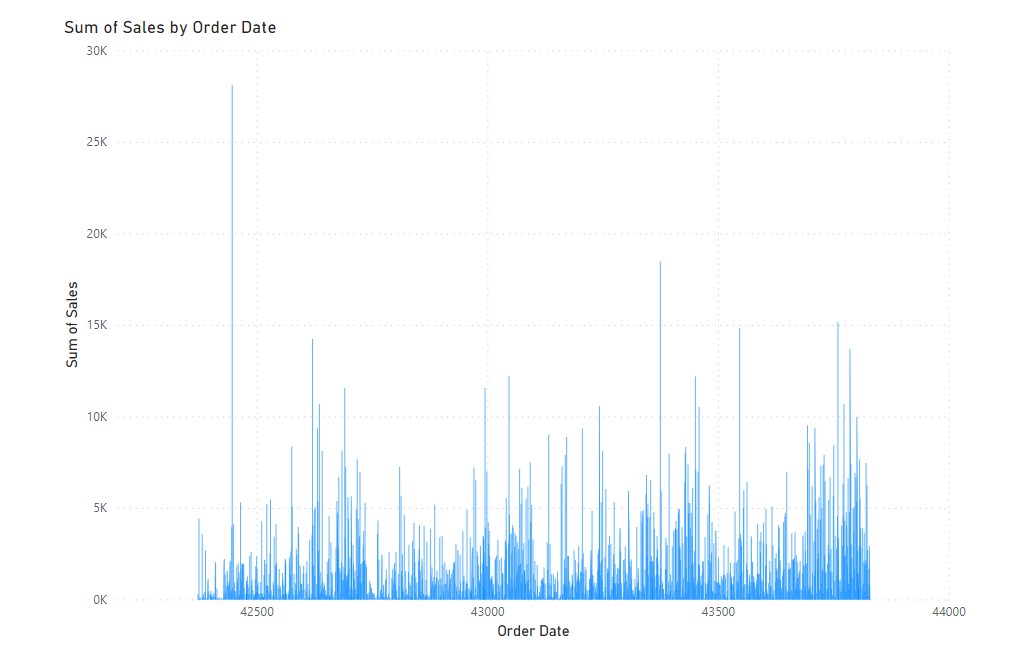 Sum of Sales by Order Date
30K
25K
20K
15K
10K
5K
0K
Sum of Sales
42500 43000 43500 44000
Order Date